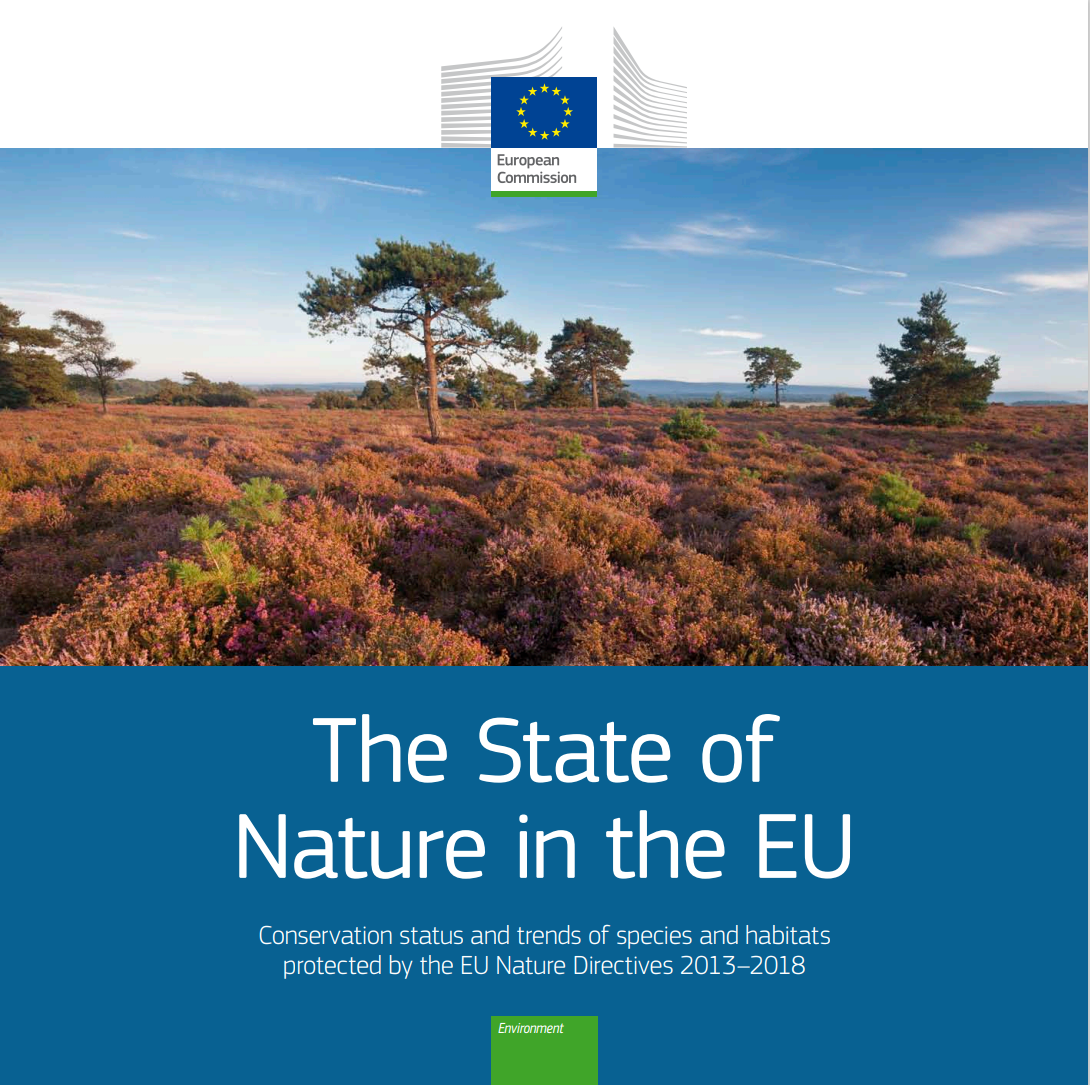 European
Commission
The State of
Nature in the EU
Conservation status and trends of species and habitats
protected by the EU Nature Directives 2013–2018
Environment